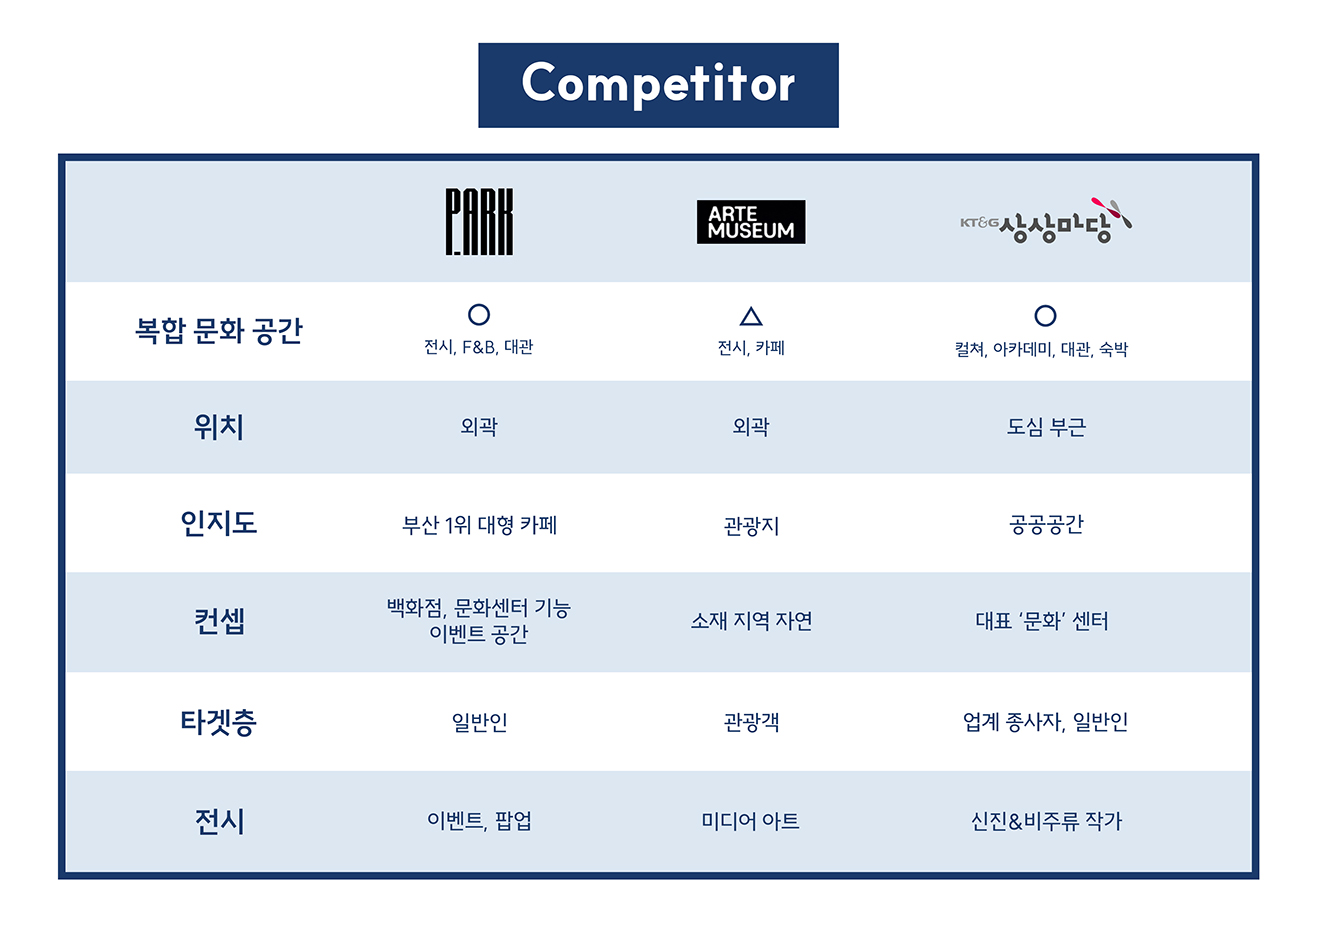 Competitor
P.ARK
ARTE MUSEUM
KT&G 상상마당
복합 문화 공간
전시, F&B, 대관
전시, 카페
컬쳐, 아카데미, 대관, 숙박
위치
외곽
외곽
도심 부근
인지도
부산 1위 대형 카페
관광지
공공공간
컨셉
백화점, 문화센터 기능
이벤트 공간
소재 지역 자연
대표 ‘문화’ 센터
타겟층
일반인
관광객
업계 종사자, 일반인
전시
이벤트, 팝업
미디어 아트
신진&비주류 작가